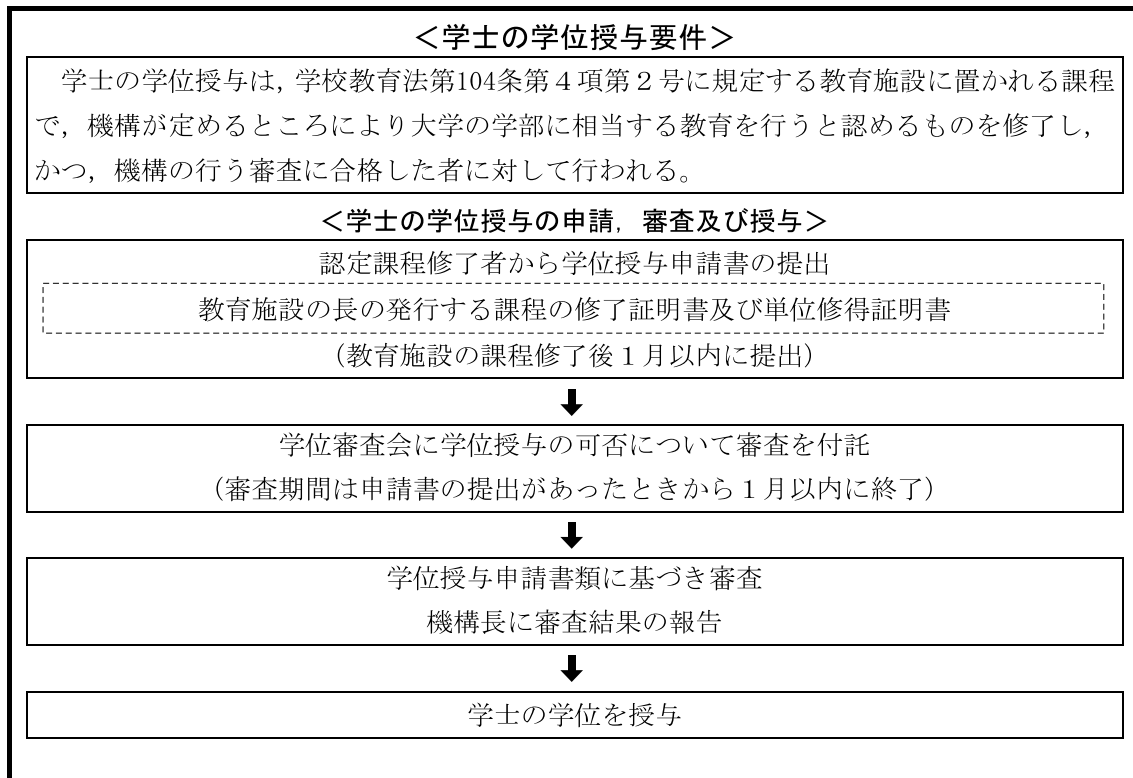 ＜学士の学位授与要件＞
学士の学位授与は，学校教育法第104条第４項第２号に規定する教育施設に置かれる課程
で，機構が定めるところにより大学の学部に相当する教育を行うと認めるものを修了し，
かつ，機構の行う審査に合格した者に対して行われる。
＜学士の学位授与の申請，審査及び授与＞
認定課程修了者から学位授与申請書の提出
教育施設の長の発行する課程の修了証明書及び単位修得証明書
（教育施設の課程修了後１月以内に提出）
学位審査会に学位授与の可否について審査を付託
（審査期間は申請書の提出があったときから１月以内に終了）
学位授与申請書類に基づき審査
機構長に審査結果の報告
学士の学位を授与